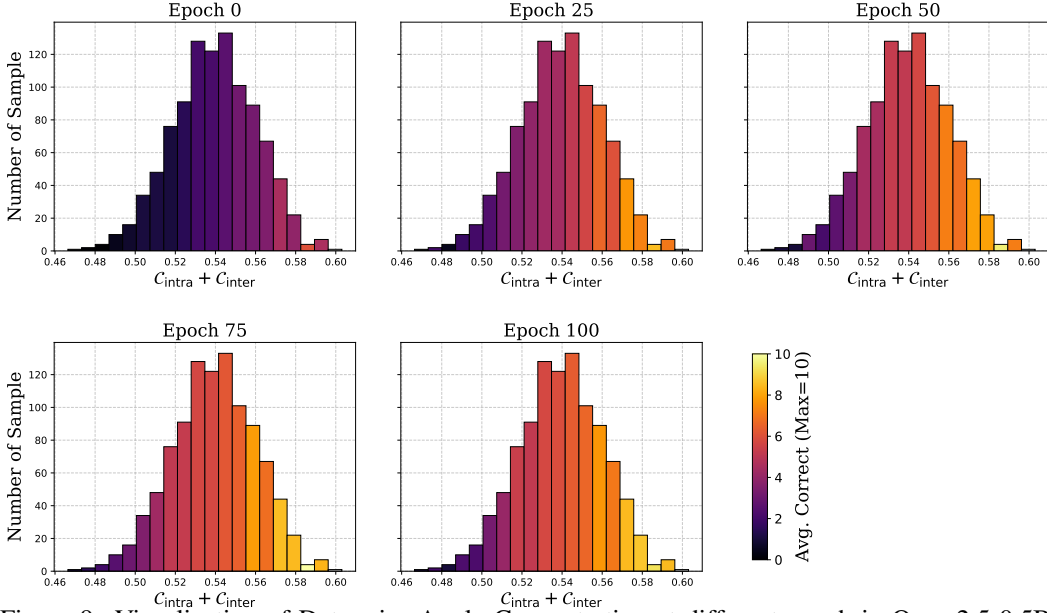 Epoch 0
Epoch 25
Epoch 50
Number of Sample
120
100
80
60
40
20
0
0.46 0.48 0.50 0.52 0.54 0.56 0.58 0.60
0.46 0.48 0.50 0.52 0.54 0.56 0.58 0.60
0.46 0.48 0.50 0.52 0.54 0.56 0.58 0.60
𝒞intra + 𝒞inter
𝒞intra + 𝒞inter
𝒞intra + 𝒞inter
Epoch 75
Epoch 100
Number of Sample
120
100
80
60
40
20
0
0.46 0.48 0.50 0.52 0.54 0.56 0.58 0.60
0.46 0.48 0.50 0.52 0.54 0.56 0.58 0.60
𝒞intra + 𝒞inter
𝒞intra + 𝒞inter
10
8
6
4
2
0
Avg. Correct (Max=10)